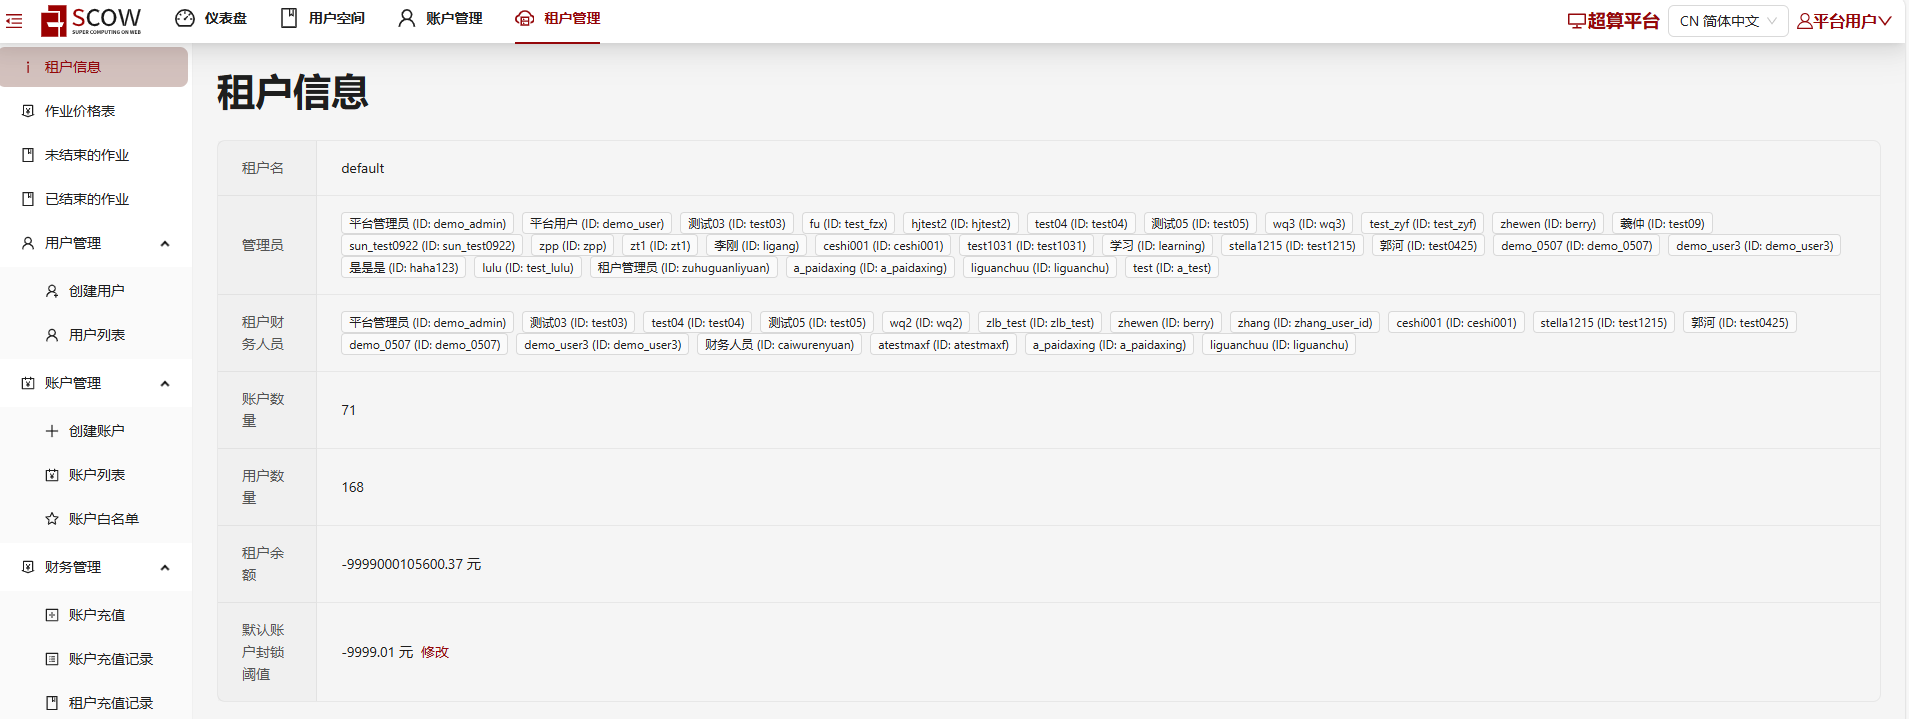 SCOW
SUPER COMPUTING ON WEB
仪表盘
用户空间
账户管理
租户管理
超算平台
CN 简体中文
平台用户
租户信息
作业价格表
未结束的作业
已结束的作业
用户管理
创建用户
用户列表
账户管理
创建账户
账户列表
账户白名单
财务管理
账户充值
账户充值记录
租户充值记录
租户信息
租户名
default
管理员
平台管理员 (ID: demo_admin) 平台用户 (ID: demo_user) 测试03 (ID: test03) fu (ID: test_fzx) hjtest2 (ID: hjtest2) test04 (ID: test04) 测试05 (ID: test05) wq3 (ID: wq3) test_zyf (ID: test_zyf) zhewen (ID: berry) 羲仲 (ID: test09)
sun_test0922 (ID: sun_test0922) zpp (ID: zpp) zt1 (ID: zt1) 李刚 (ID: ligang) ceshi001 (ID: ceshi001) test1031 (ID: test1031) 学习 (ID: learning) stella1215 (ID: test1215) 郭河 (ID: test0425) demo_0507 (ID: demo_0507) demo_user3 (ID: demo_user3)
是是是 (ID: haha123) lulu (ID: test_lulu) 租户管理员 (ID: zuhuguanliyuan) a_paidaxing (ID: a_paidaxing) liguanchuu (ID: liguanchu) test (ID: a_test)
租户财
务人员
平台管理员 (ID: demo_admin) 测试03 (ID: test03) test04 (ID: test04) 测试05 (ID: test05) wq2 (ID: wq2) zlb_test (ID: zlb_test) zhewen (ID: berry) zhang (ID: zhang_user_id) ceshi001 (ID: ceshi001) stella1215 (ID: test1215) 郭河 (ID: test0425)
demo_0507 (ID: demo_0507) demo_user3 (ID: demo_user3) 财务人员 (ID: caiwurenyuan) atestmaxf (ID: atestmaxf) a_paidaxing (ID: a_paidaxing) liguanchuu (ID: liguanchu)
账户数
量
71
用户数
量
168
租户余
额
-9999000105600.37 元
默认账
户封锁
阈值
-9999.01 元 修改